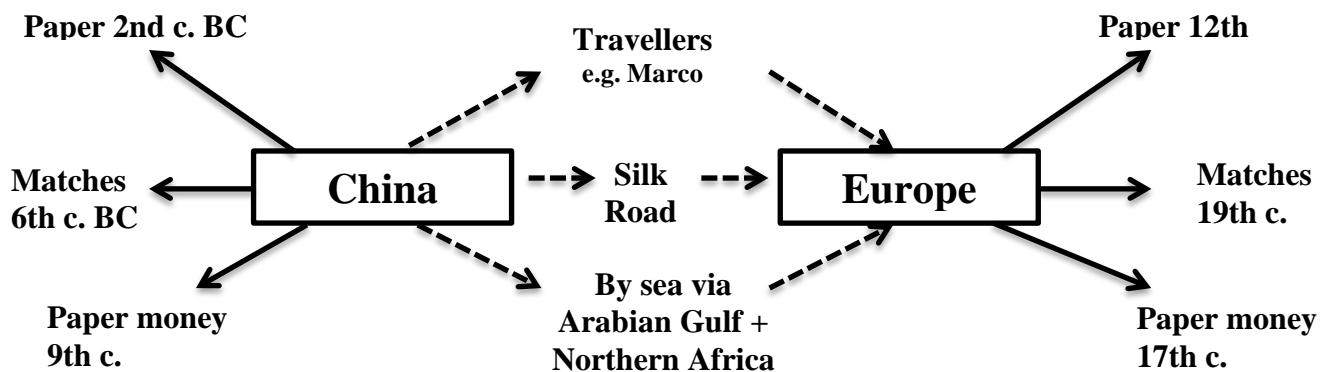 Paper 2nd c. BC
Travellers
e.g. Marco
Paper 12th
Matches
6th c. BC
China
Silk
Road
Europe
Matches
19th c.
Paper money
9th c.
By sea via
Arabian Gulf +
Northern Africa
Paper money
17th c.